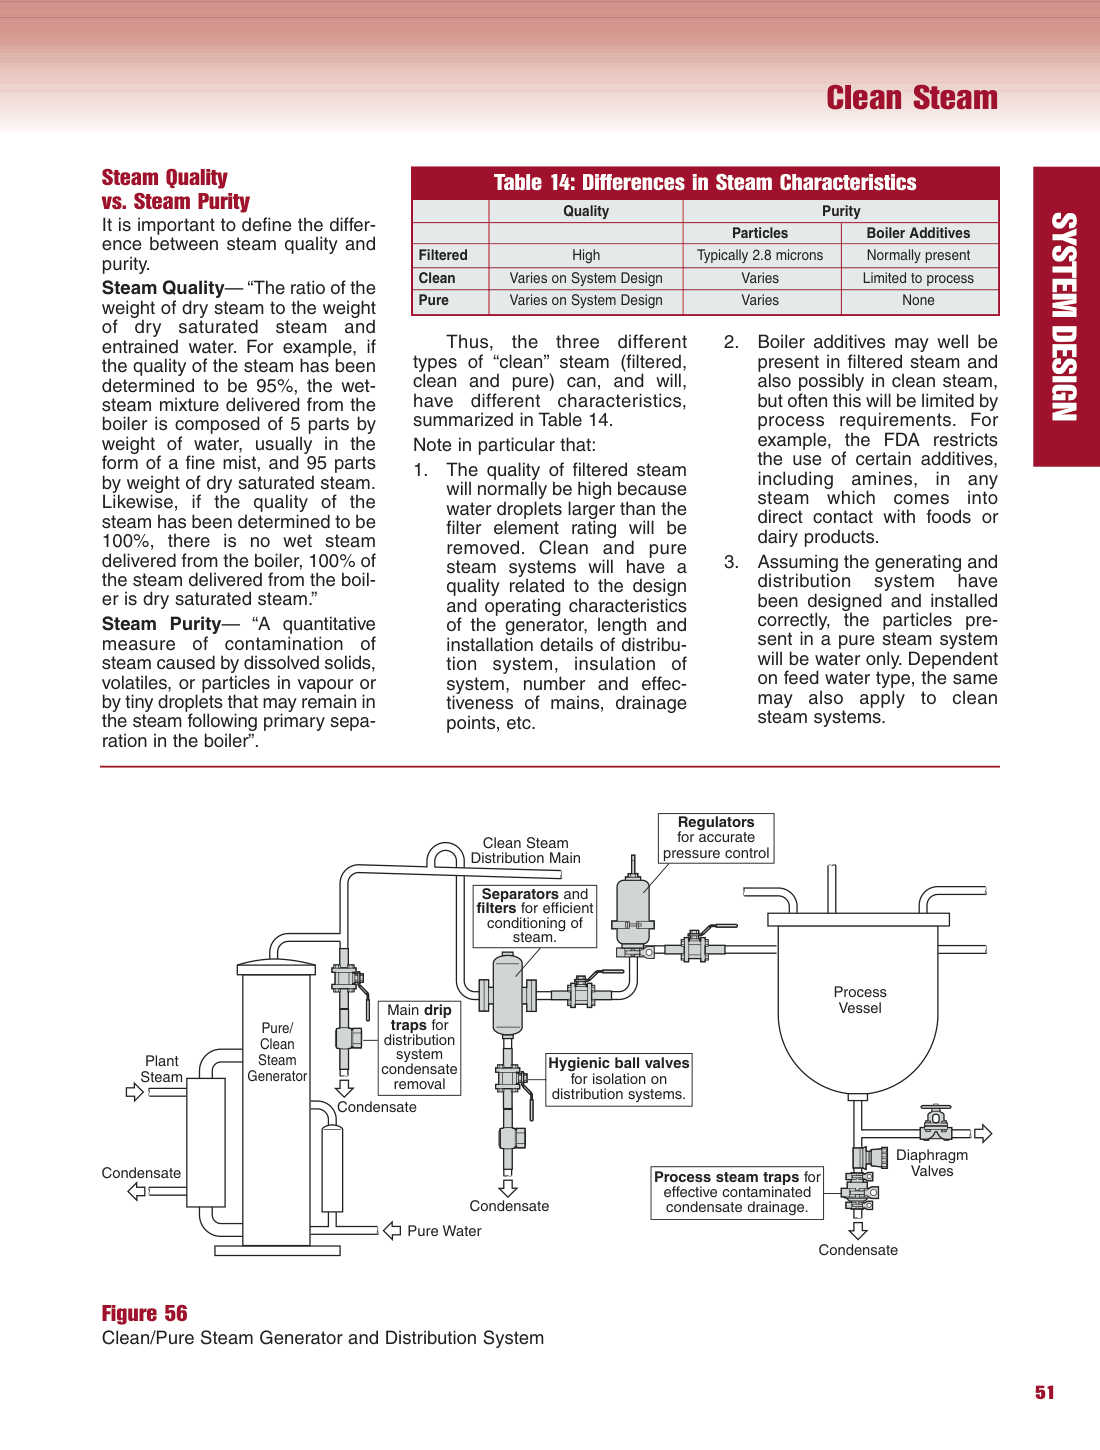 Clean Steam
SYSTEM DESIGN
Steam Quality
vs. Steam Purity
It is important to define the differ-
ence between steam quality and
purity.
Steam Quality— “The ratio of the
weight of dry steam to the weight
of dry saturated steam and
entrained water. For example, if
the quality of the steam has been
determined to be 95%, the wet-
steam mixture delivered from the
boiler is composed of 5 parts by
weight of water, usually in the
form of a fine mist, and 95 parts
by weight of dry saturated steam.
Likewise, if the quality of the
steam has been determined to be
100%, there is no wet steam
delivered from the boiler, 100% of
the steam delivered from the boil-
er is dry saturated steam.”
Steam Purity— “A quantitative
measure of contamination of
steam caused by dissolved solids,
volatiles, or particles in vapour or
by tiny droplets that may remain in
the steam following primary sepa-
ration in the boiler”.
Table 14: Differences in Steam Characteristics
Quality Purity
Particles Boiler Additives
Filtered High Typically 2.8 microns Normally present
Clean Varies on System Design Varies Limited to process
Pure Varies on System Design Varies None
Thus, the three different
types of “clean” steam (filtered,
clean and pure) can, and will,
have different characteristics,
summarized in Table 14.
Note in particular that:
1. The quality of filtered steam
will normally be high because
water droplets larger than the
filter element rating will be
removed. Clean and pure
steam systems will have a
quality related to the design
and operating characteristics
of the generator, length and
installation details of distribu-
tion system, insulation of
system, number and effec-
tiveness of mains, drainage
points, etc.
2. Boiler additives may well be
present in filtered steam and
also possibly in clean steam,
but often this will be limited by
process requirements. For
example, the FDA restricts
the use of certain additives,
including amines, in any
steam which comes into
direct contact with foods or
dairy products.
3. Assuming the generating and
distribution system have
been designed and installed
correctly, the particles pre-
sent in a pure steam system
will be water only. Dependent
on feed water type, the same
may also apply to clean
steam systems.
Regulators
for accurate
pressure control
Clean Steam
Distribution Main
Separators and
filters for efficient
conditioning of
steam.
Process
Vessel
Main drip
traps for
distribution
system
condensate
removal
Pure/
Clean
Steam
Generator
Plant
Steam
Hygienic ball valves
for isolation on
distribution systems.
Condensate
Diaphragm
Valves
Condensate
Process steam traps for
effective contaminated
condensate drainage.
Condensate
Pure Water
Condensate
Figure 56
Clean/Pure Steam Generator and Distribution System
51